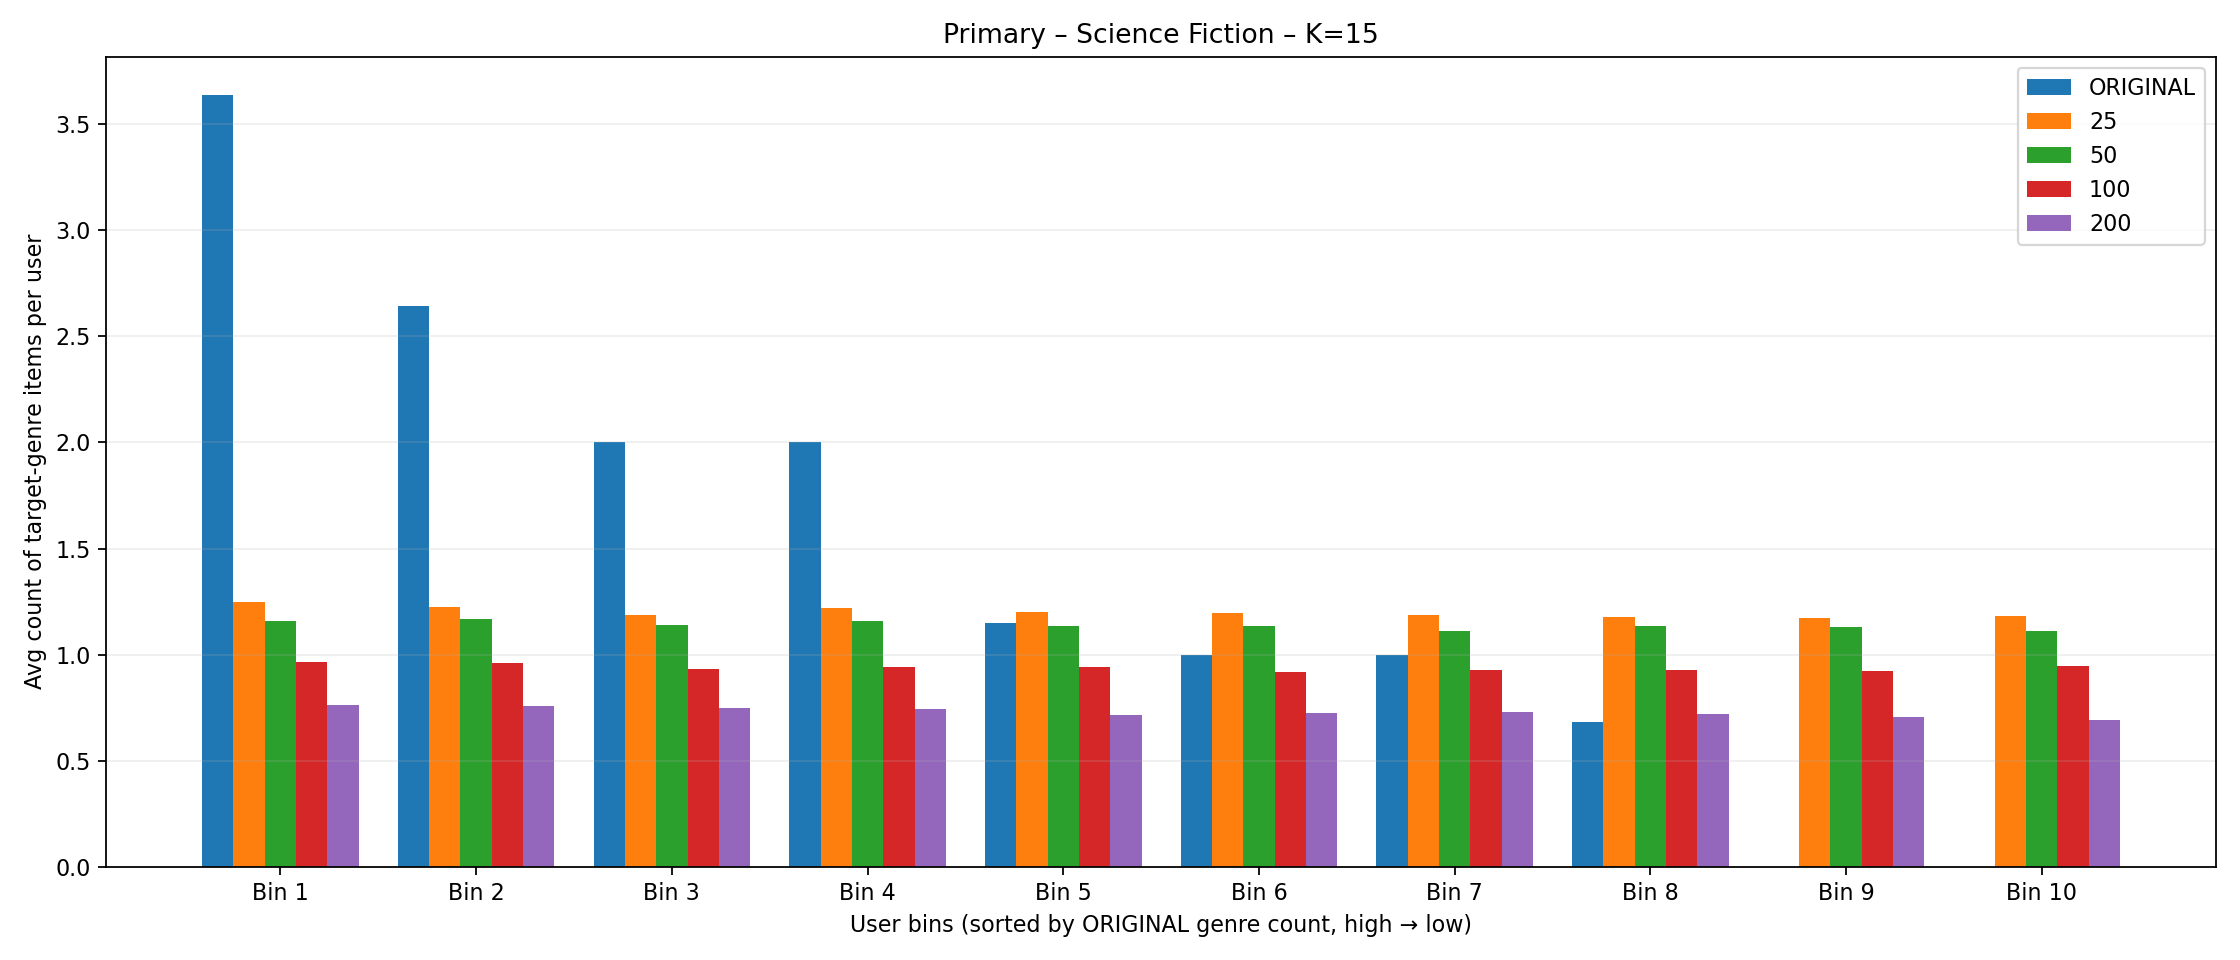 Primary – Science Fiction – K=15
ORIGINAL
25
50
100
200
Avg count of target-genre items per user
3.5
3.0
2.5
2.0
1.5
1.0
0.5
0.0
Bin 1 Bin 2 Bin 3 Bin 4 Bin 5 Bin 6 Bin 7 Bin 8 Bin 9 Bin 10
User bins (sorted by ORIGINAL genre count, high → low)